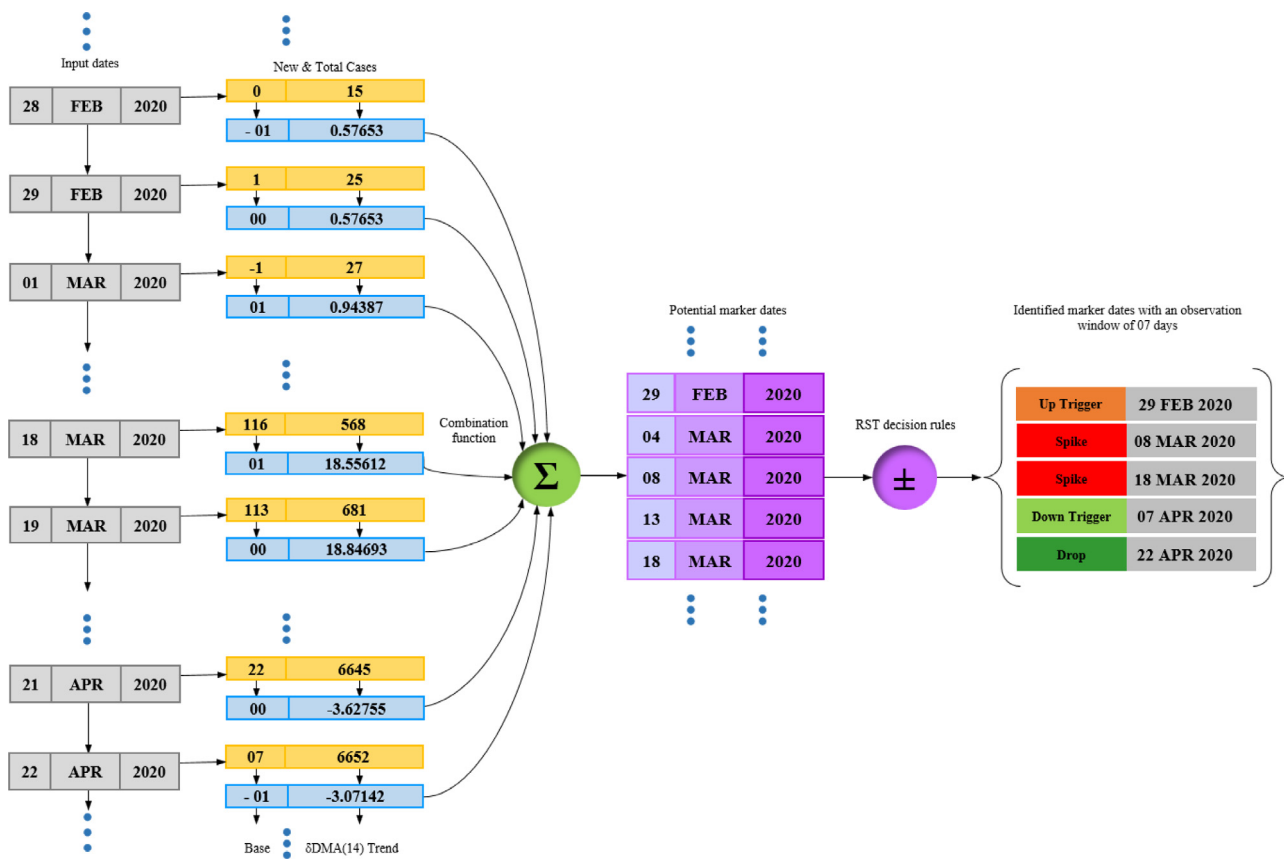 Input dates
New & Total Cases
28 FEB 2020
0 15
- 01 0.57653
29 FEB 2020
1 25
00 0.57653
01 MAR 2020
-1 27
01 0.94387
18 MAR 2020
116 568
01 18.55612
19 MAR 2020
113 681
00 18.84693
21 APR 2020
22 6645
00 -3.62755
22 APR 2020
07 6652
- 01 -3.07142
Base δDMA(14) Trend
Combination
function
Σ
Potential marker dates
29 FEB 2020
04 MAR 2020
08 MAR 2020
13 MAR 2020
18 MAR 2020
RST decision rules
±
Identified marker dates with an observation
window of 07 days
Up Trigger 29 FEB 2020
Spike 08 MAR 2020
Spike 18 MAR 2020
Down Trigger 07 APR 2020
Drop 22 APR 2020